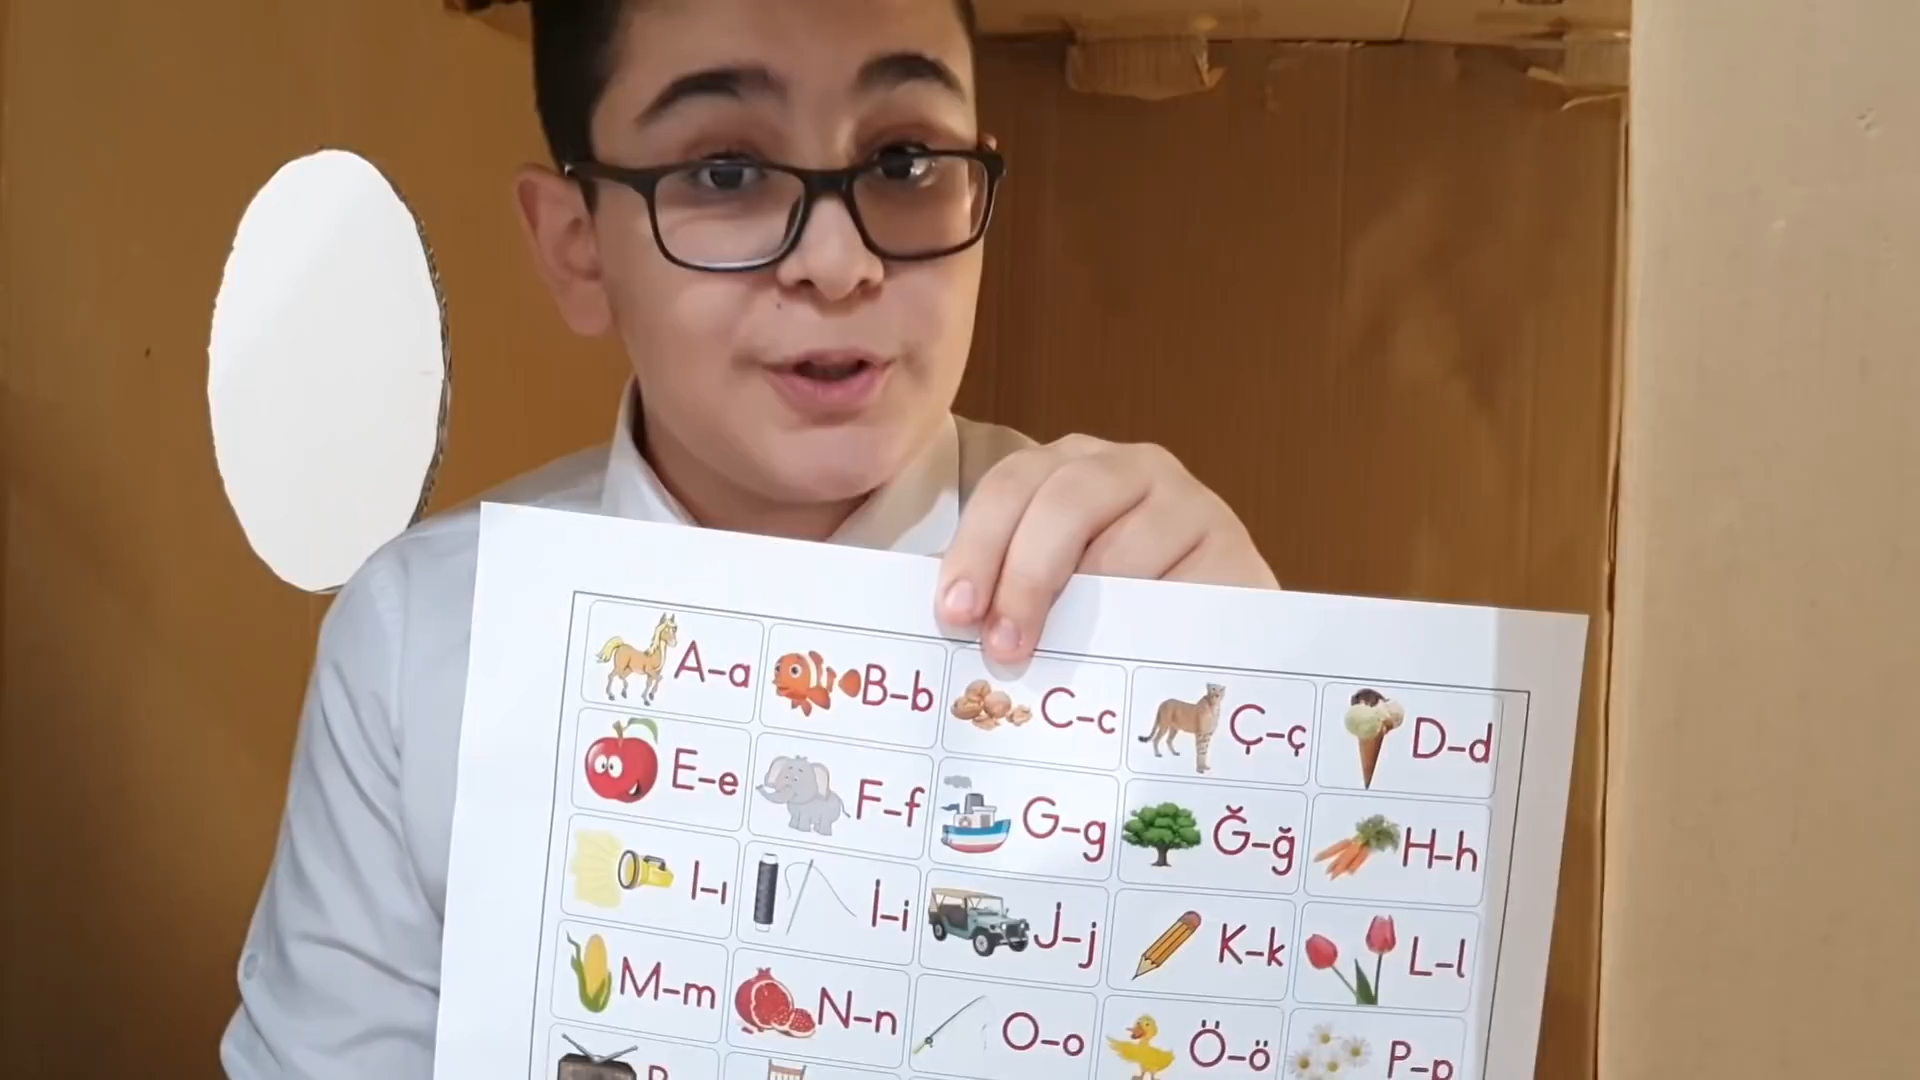 A-a B-b C-c Ç-ç D-d
E-e F-f G-g Ğ-ğ H-h
I-ı İ-i J-j K-k L-l
M-m N-n O-o Ö-ö P-p